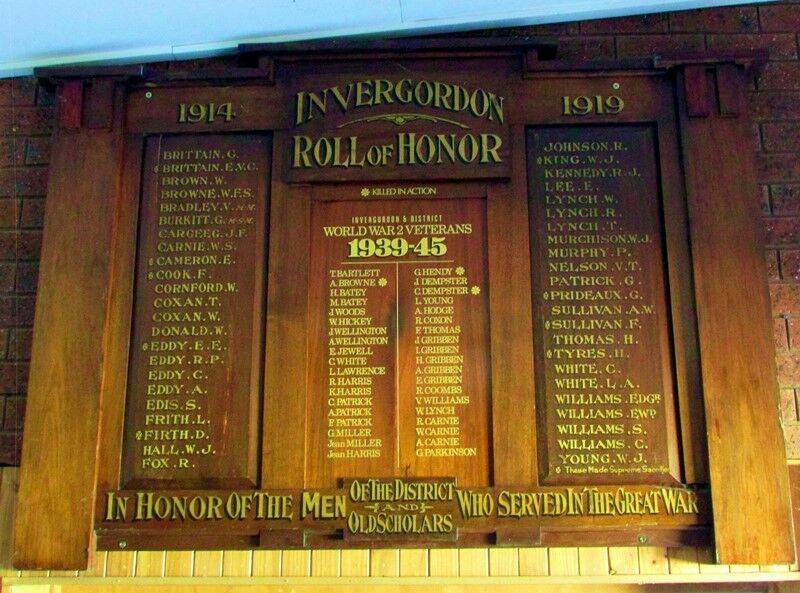 INVERGORDON
ROLL OF HONOR
1914
BRITTAIN. G.
BRITTAIN. E.V.C.
BROWN. W.
BROWNE. W.F.S.
BRADLEY. V. M.M.
BURKITT. G. M.S.M.
CARGEEG. J.F.
CARNIE. W.S.
CAMERON. E.
COOK. F.
CORNFORD. W.
COXAN. T.
COXAN. W.
DONALD. W.
EDDY. E.E.
EDDY. R.P.
EDDY. C.
EDDY. A.
EDIS. S.
FRITH. L.
FIRTH. D.
HALL. W.J.
FOX. R.
KILLED IN ACTION
INVERGORDON & DISTRICT
WORLD WAR 2 VETERANS
1939-45
T. BARTLETT
A. BROWNE
H. BATEY
M. BATEY
J. WOODS
W. HICKEY
J. WELLINGTON
A. WELLINGTON
E. JEWELL
C. WHITE
L. LAWRENCE
R. HARRIS
K. HARRIS
C. PATRICK
A. PATRICK
F. PATRICK
G. MILLER
Jean MILLER
Jean HARRIS
G. HENDY
J. DEMPSTER
C. DEMPSTER
L. YOUNG
A. HODGE
R. COXON
F. THOMAS
J. GRIBBEN
I. GRIBBEN
H. GRIBBEN
A. GRIBBEN
E. GRIBBEN
R. COOMBS
V. WILLIAMS
W. LYNCH
R. CARNIE
W. CARNIE
A. CARNIE
G. PARKINSON
1919
JOHNSON. R.
KING. W.J.
KENNEDY. R.J.
LEE. E.
LYNCH. W.
LYNCH. R.
LYNCH. T.
MURCHISON. W.J.
MURPHY. P.
NELSON. V.T.
PATRICK. G.
PRIDEAUX. G.
SULLIVAN. A.W.
SULLIVAN. F.
THOMAS. H.
TYRES. H.
WHITE. C.
WHITE. L.A.
WILLIAMS. EDGR
WILLIAMS. EWD
WILLIAMS. S.
WILLIAMS. C.
YOUNG. W.J.
These Made Supreme Sacrifice
IN HONOR OF THE MEN OF THE DISTRICT AND OLD SCHOLARS WHO SERVED IN THE GREAT WAR